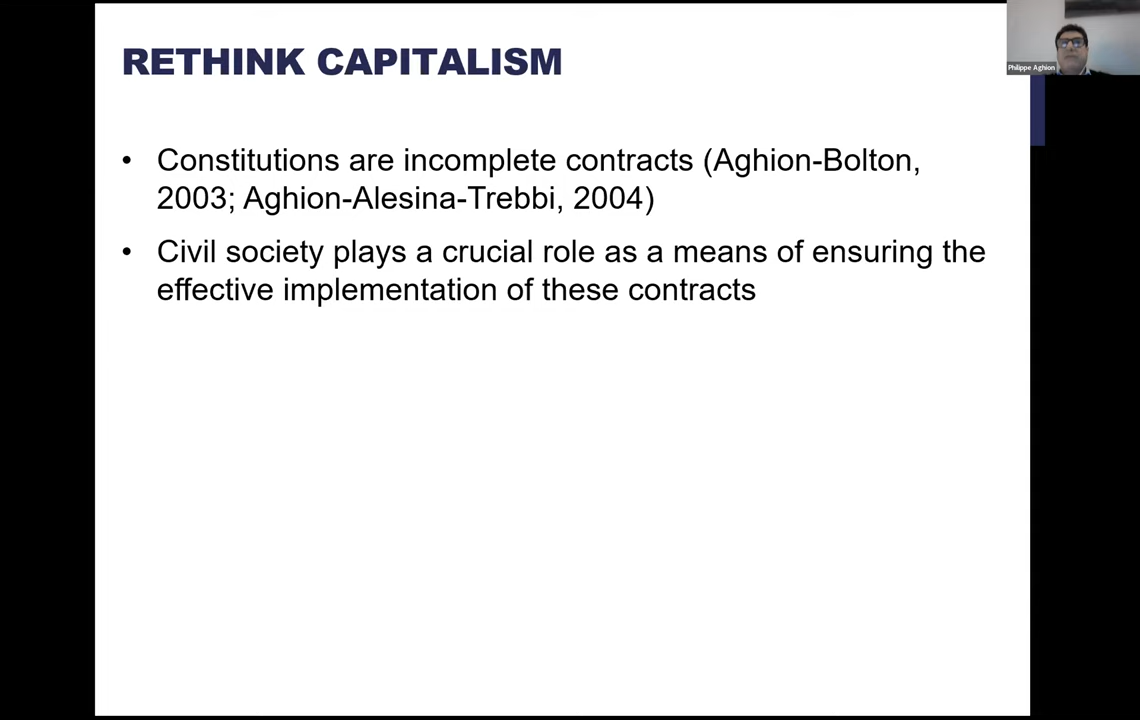 RETHINK CAPITALISM
Philippe Aghion
• Constitutions are incomplete contracts (Aghion-Bolton,
2003; Aghion-Alesina-Trebbi, 2004)
• Civil society plays a crucial role as a means of ensuring the
effective implementation of these contracts